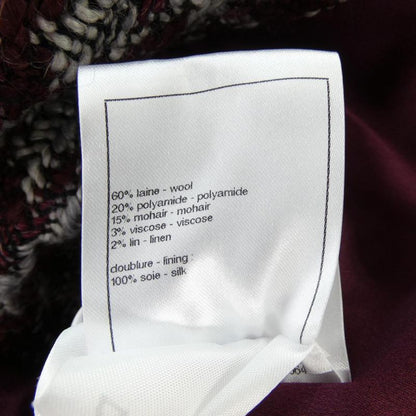 60% laine - wool
20% polyamide - polyamide
15% mohair - mohair
3% viscose - viscose
2% lin - linen
doublure - lining :
100% soie - silk